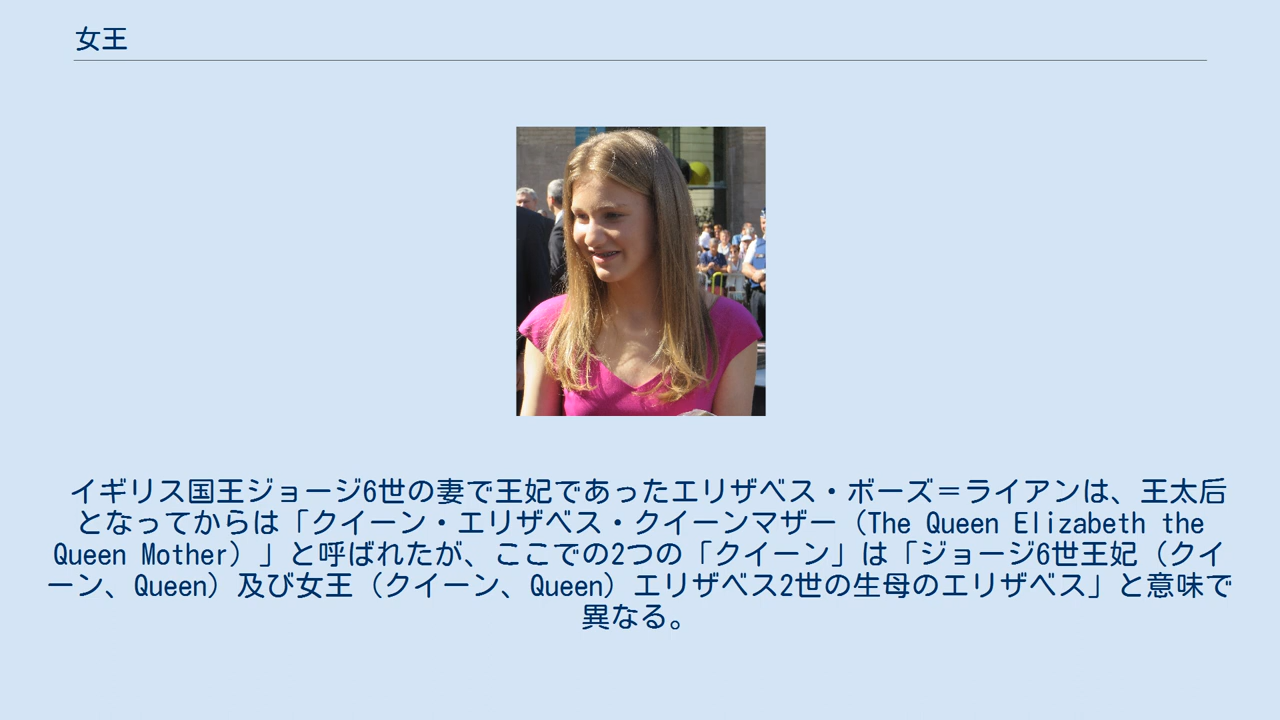 女王
イギリス国王ジョージ6世の妻で王妃であったエリザベス・ボーズ＝ライアンは、王太后
となってからは「クイーン・エリザベス・クイーンマザー（The Queen Elizabeth the
Queen Mother）」と呼ばれたが、ここでの2つの「クイーン」は「ジョージ6世王妃（クイ
ーン、Queen）及び女王（クイーン、Queen）エリザベス2世の生母のエリザベス」と意味で
異なる。